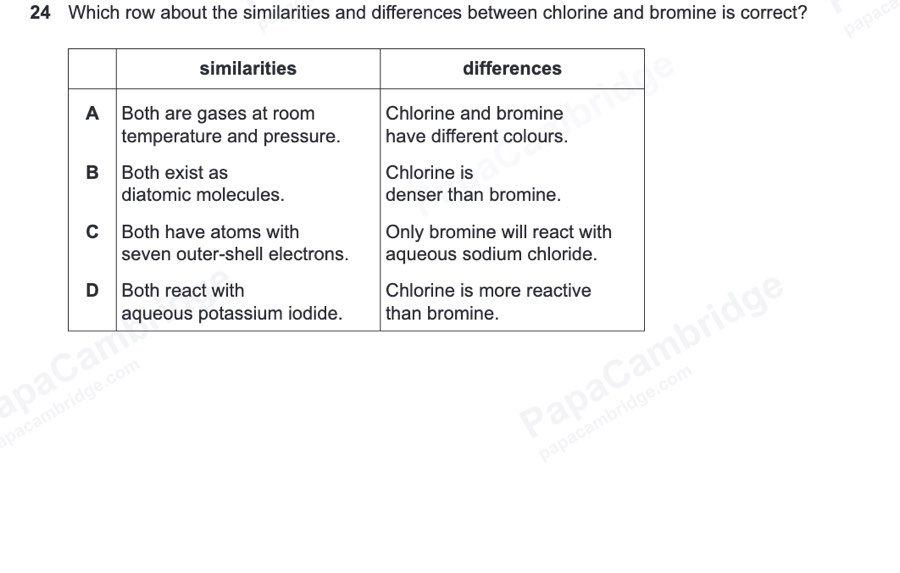 24 Which row about the similarities and differences between chlorine and bromine is correct?
similarities differences
A Both are gases at room Chlorine and bromine
temperature and pressure. have different colours.
B Both exist as Chlorine is
diatomic molecules. denser than bromine.
C Both have atoms with Only bromine will react with
seven outer-shell electrons. aqueous sodium chloride.
D Both react with Chlorine is more reactive
aqueous potassium iodide. than bromine.
PapaCambridge
papacambridge.com